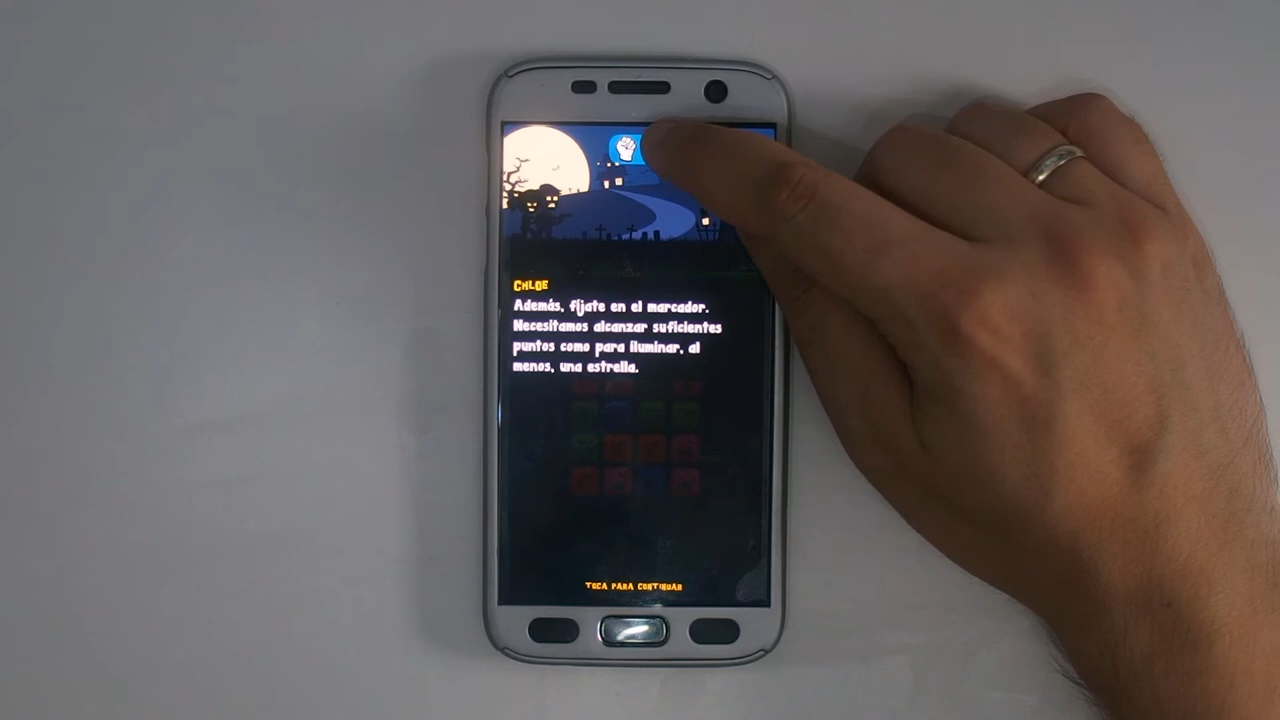 Chloe
Además, fíjate en el marcador.
Necesitamos alcanzar suficientes
puntos como para iluminar, al
menos, una estrella.
Toca para continuar